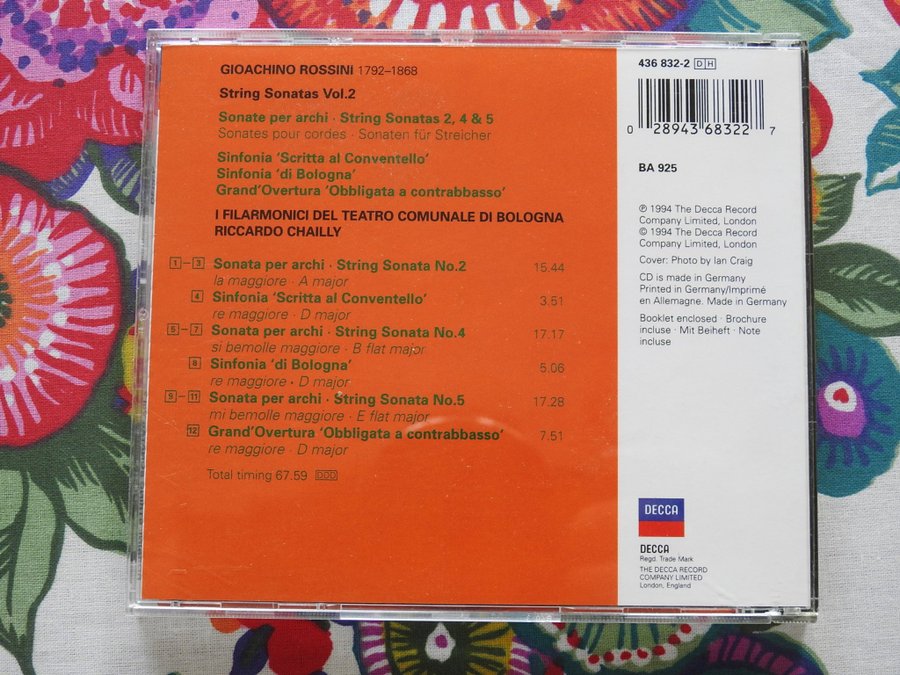 GIOACHINO ROSSINI 1792–1868
String Sonatas Vol.2
Sonate per archi · String Sonatas 2, 4 & 5
Sonates pour cordes · Sonaten für Streicher
Sinfonia ‘Scritta al Conventello’
Sinfonia ‘di Bologna’
Grand’Overtura ‘Obbligata a contrabbasso’
I FILARMONICI DEL TEATRO COMUNALE DI BOLOGNA
RICCARDO CHAILLY
1–3 Sonata per archi · String Sonata No.2 15.44
la maggiore · A major
4 Sinfonia ‘Scritta al Conventello’ 3.51
re maggiore · D major
5–7 Sonata per archi · String Sonata No.4 17.17
si bemolle maggiore · B flat major
8 Sinfonia ‘di Bologna’ 5.06
re maggiore · D major
9–11 Sonata per archi · String Sonata No.5 17.28
mi bemolle maggiore · E flat major
12 Grand’Overtura ‘Obbligata a contrabbasso’ 7.51
re maggiore · D major
Total timing 67.59 DDD
436 832-2 DH
0 28943 68322 7
BA 925
℗ 1994 The Decca Record
Company Limited, London
© 1994 The Decca Record
Company Limited, London
Cover: Photo by Ian Craig
CD is made in Germany
Printed in Germany/Imprimé
en Allemagne. Made in Germany
Booklet enclosed · Brochure
incluse · Mit Beiheft · Note
incluse
DECCA
DECCA
Regd. Trade Mark
THE DECCA RECORD
COMPANY LIMITED
London, England